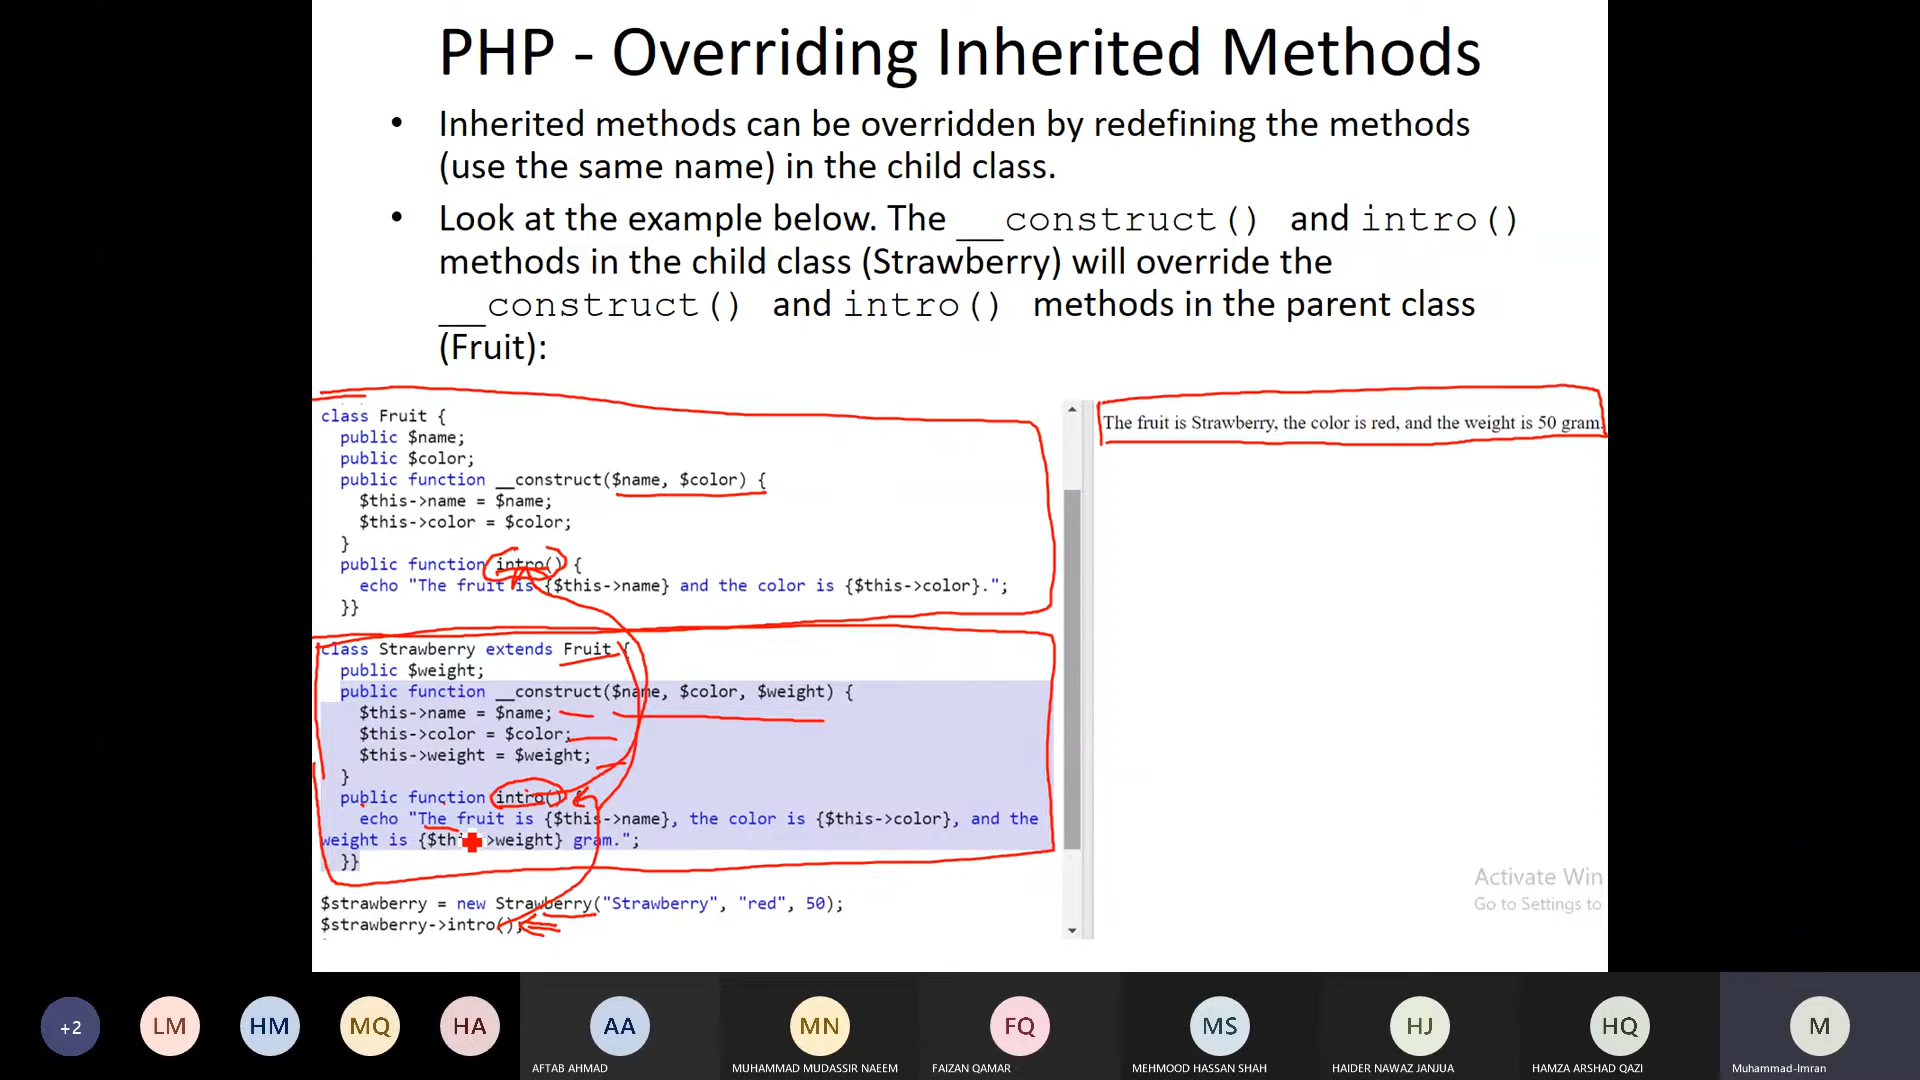 PHP - Overriding Inherited Methods
• Inherited methods can be overridden by redefining the methods
(use the same name) in the child class.
• Look at the example below. The __construct() and intro()
methods in the child class (Strawberry) will override the
__construct() and intro() methods in the parent class
(Fruit):
class Fruit {
public $name;
public $color;
public function __construct($name, $color) {
$this->name = $name;
$this->color = $color;
}
public function intro() {
echo "The fruit is {$this->name} and the color is {$this->color}.";
}}
class Strawberry extends Fruit {
public $weight;
public function __construct($name, $color, $weight) {
$this->name = $name;
$this->color = $color;
$this->weight = $weight;
}
public function intro() {
echo "The fruit is {$this->name}, the color is {$this->color}, and the
weight is {$this->weight} gram.";
}}
$strawberry = new Strawberry("Strawberry", "red", 50);
$strawberry->intro();
The fruit is Strawberry, the color is red, and the weight is 50 gram.
Activate Win
Go to Settings to
+2
LM
HM
MQ
HA
AA
MN
FQ
MS
HJ
HQ
M
AFTAB AHMAD
MUHAMMAD MUDASSIR NAEEM
FAIZAN QAMAR
MEHMOOD HASSAN SHAH
HAIDER NAWAZ JANJUA
HAMZA ARSHAD QAZI
Muhammad-Imran